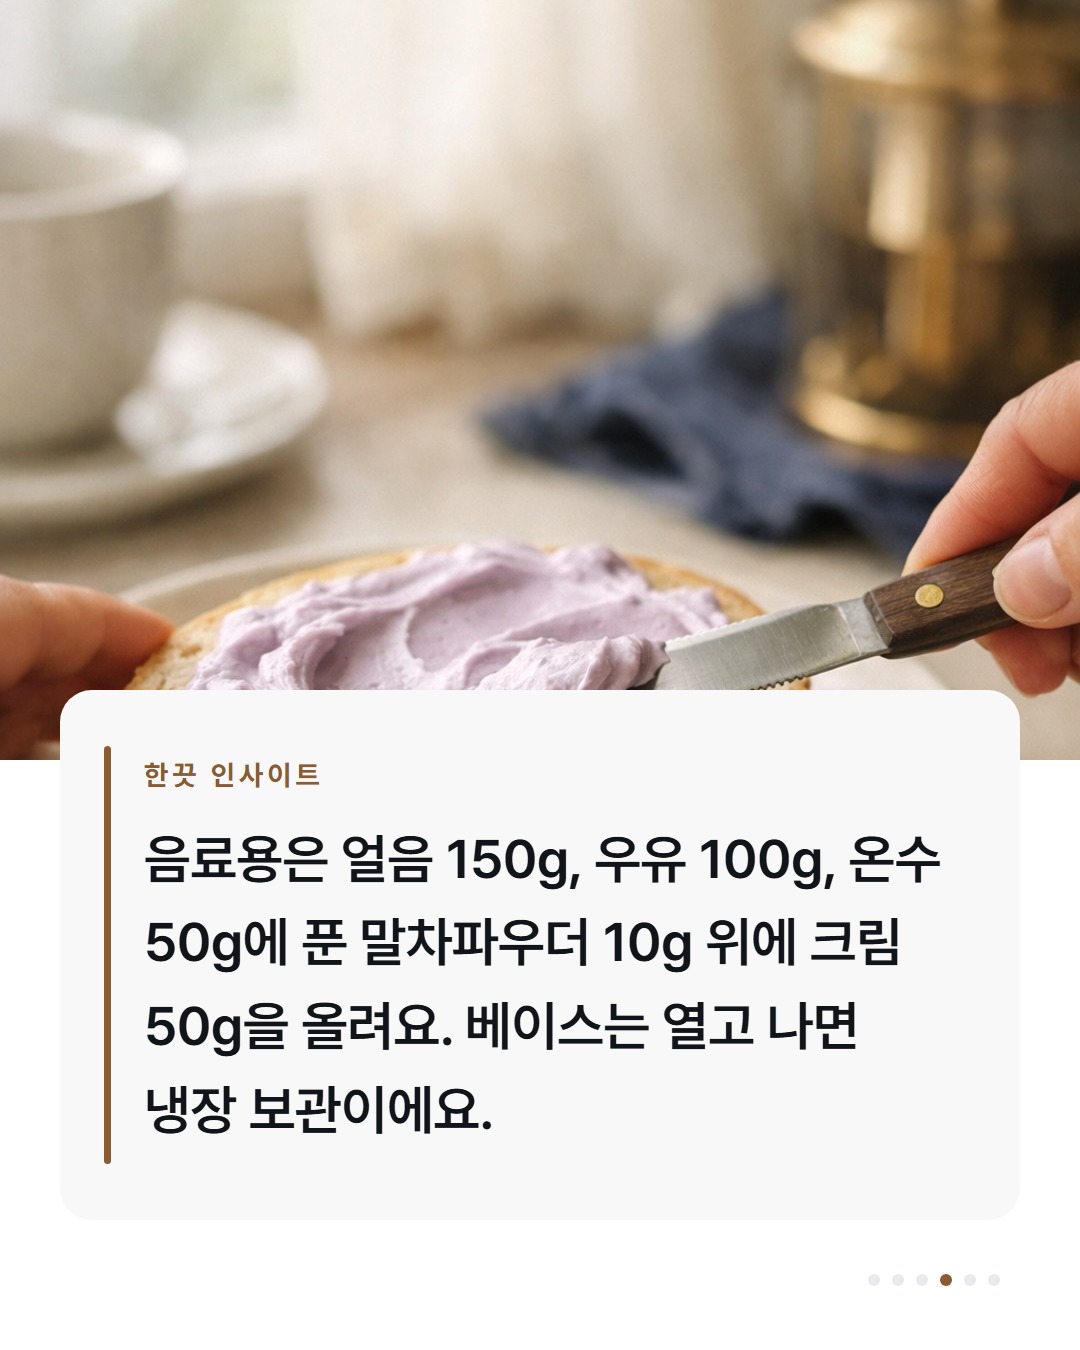 한끗 인사이트
음료용은 얼음 150g, 우유 100g, 온수
50g에 푼 말차파우더 10g 위에 크림
50g을 올려요. 베이스는 열고 나면
냉장 보관이에요.